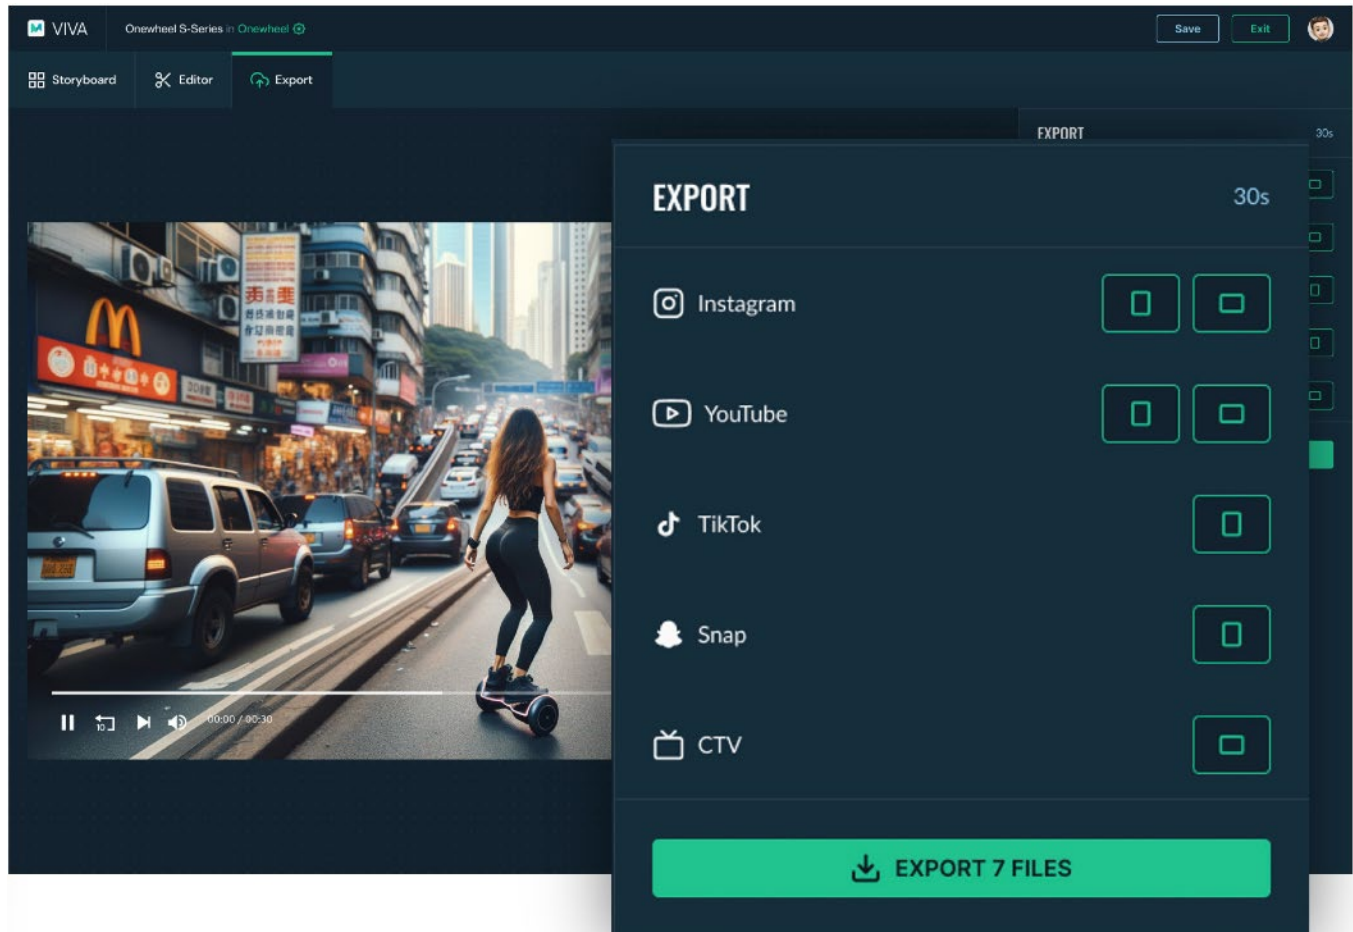 VIVA
Onewheel S-Series in Onewheel
Save
Exit
Storyboard
Editor
Export
EXPORT
30s
EXPORT
30s
Instagram
YouTube
TikTok
Snap
CTV
10
00:00 / 00:30
EXPORT 7 FILES